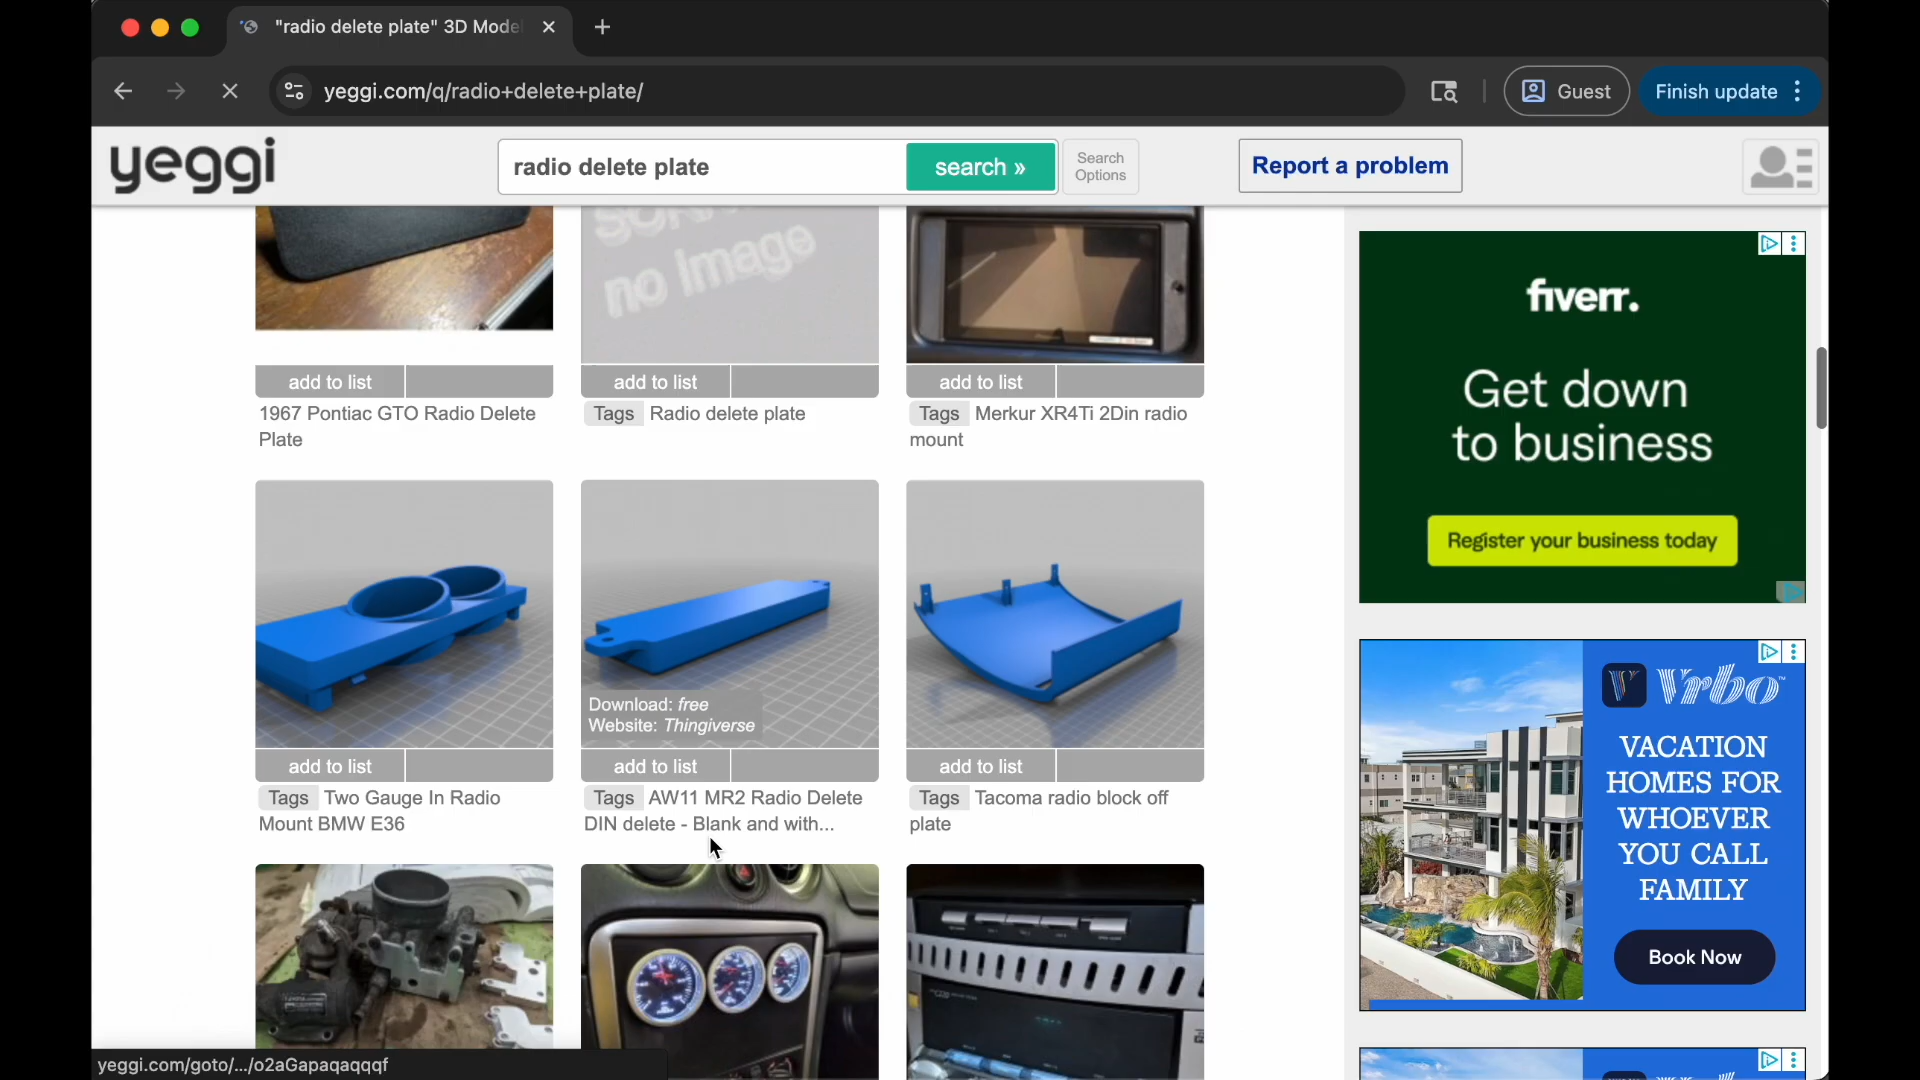 "radio delete plate" 3D Mode
yeggi.com/q/radio+delete+plate/
Guest
Finish update
yeggi
radio delete plate
search »
Search
Options
Report a problem
no Image
add to list
add to list
add to list
1967 Pontiac GTO Radio Delete
Plate
Tags Radio delete plate
Tags Merkur XR4Ti 2Din radio
mount
Download: free
Website: Thingiverse
add to list
add to list
add to list
Tags Two Gauge In Radio
Mount BMW E36
Tags AW11 MR2 Radio Delete
DIN delete - Blank and with...
Tags Tacoma radio block off
plate
fiverr.
Get down
to business
Register your business today
Vrbo
VACATION
HOMES FOR
WHOEVER
YOU CALL
FAMILY
Book Now
yeggi.com/goto/.../o2aGapaqaqqqf